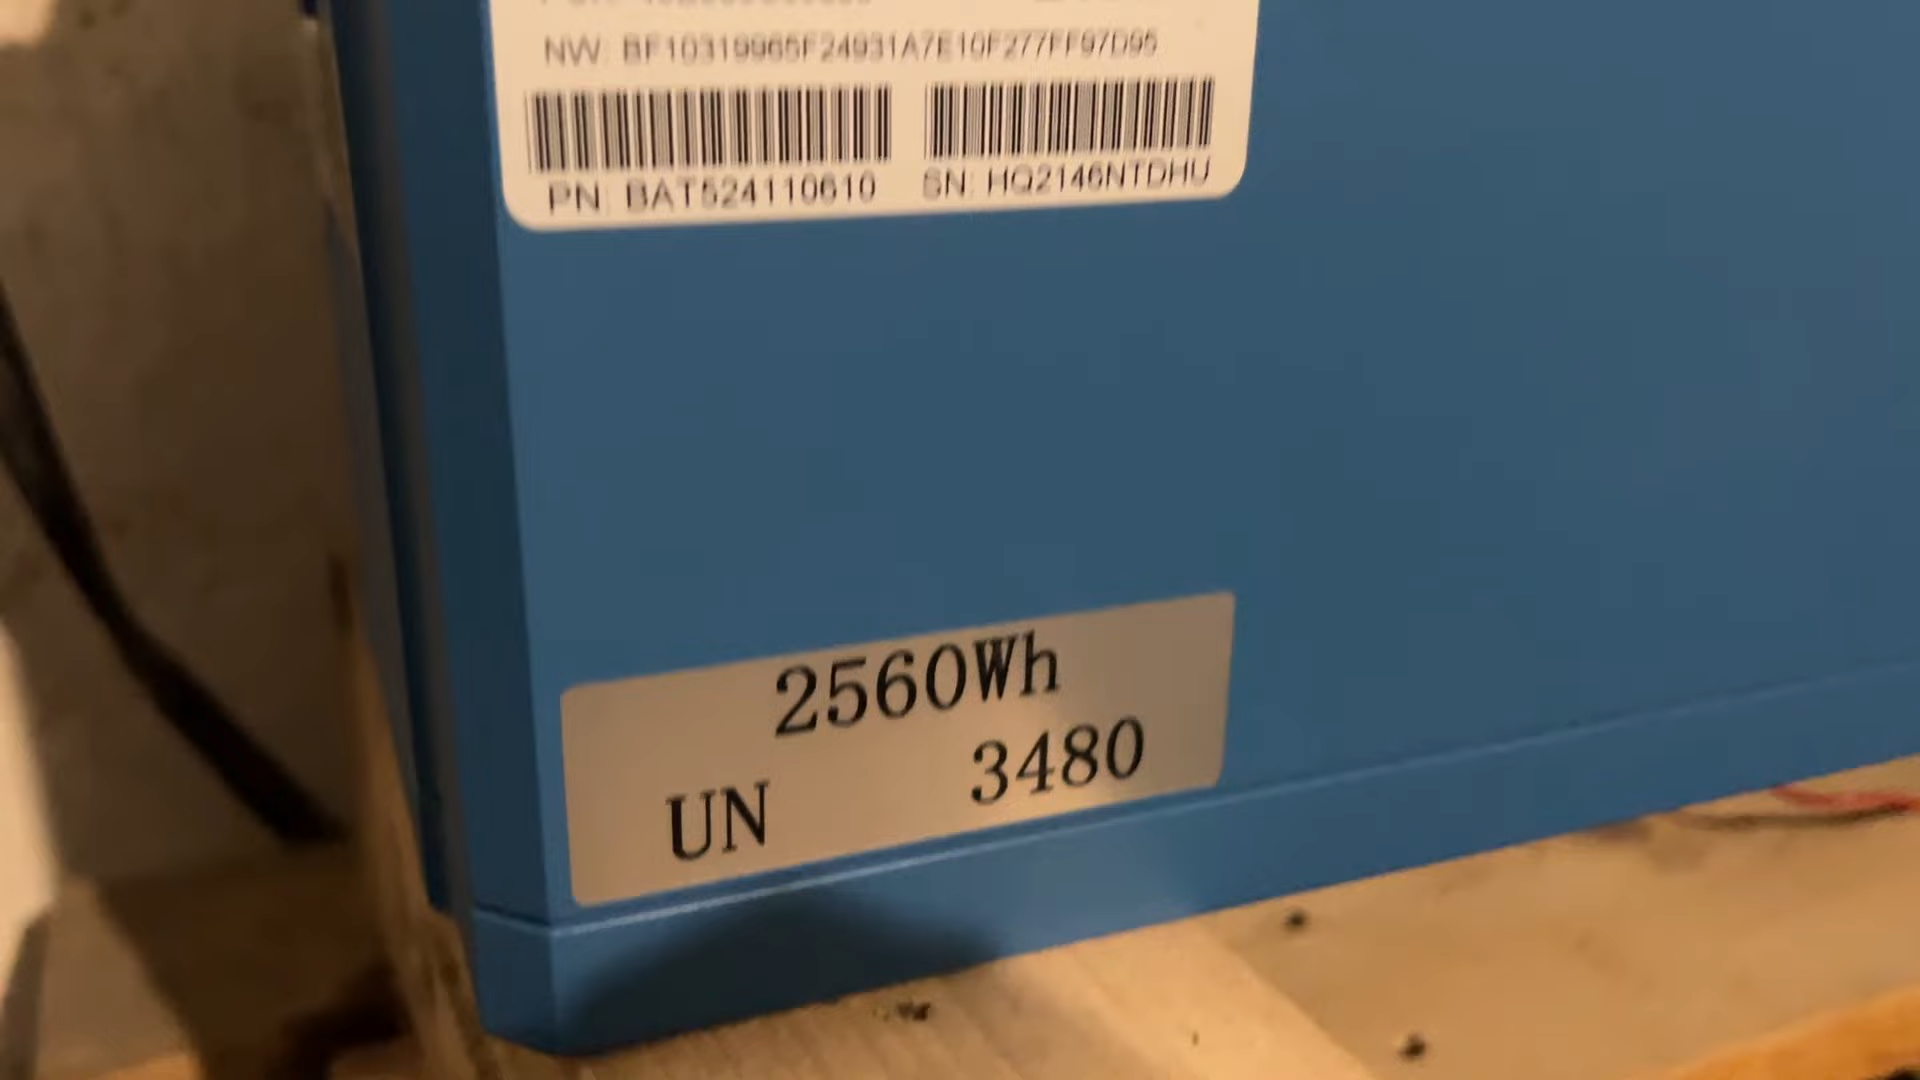 NW: BF10319965F24931A7E10F277FF97D95
PN: BAT524110610 SN: HQ2146NTDHU
2560Wh
UN 3480